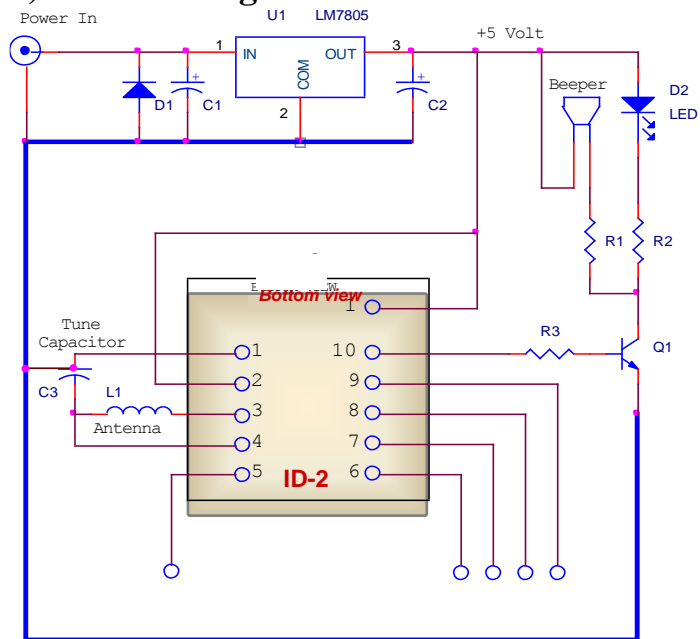 Power In
U1 LM7805
1 IN OUT 3
COM
2
+5 Volt
D1
C1
C2
Beeper
D2
LED
R1
R2
Bottom view
1
Tune
Capacitor
C3
L1
Antenna
1
2
3
4
5
10
9
8
7
6
ID-2
R3
Q1